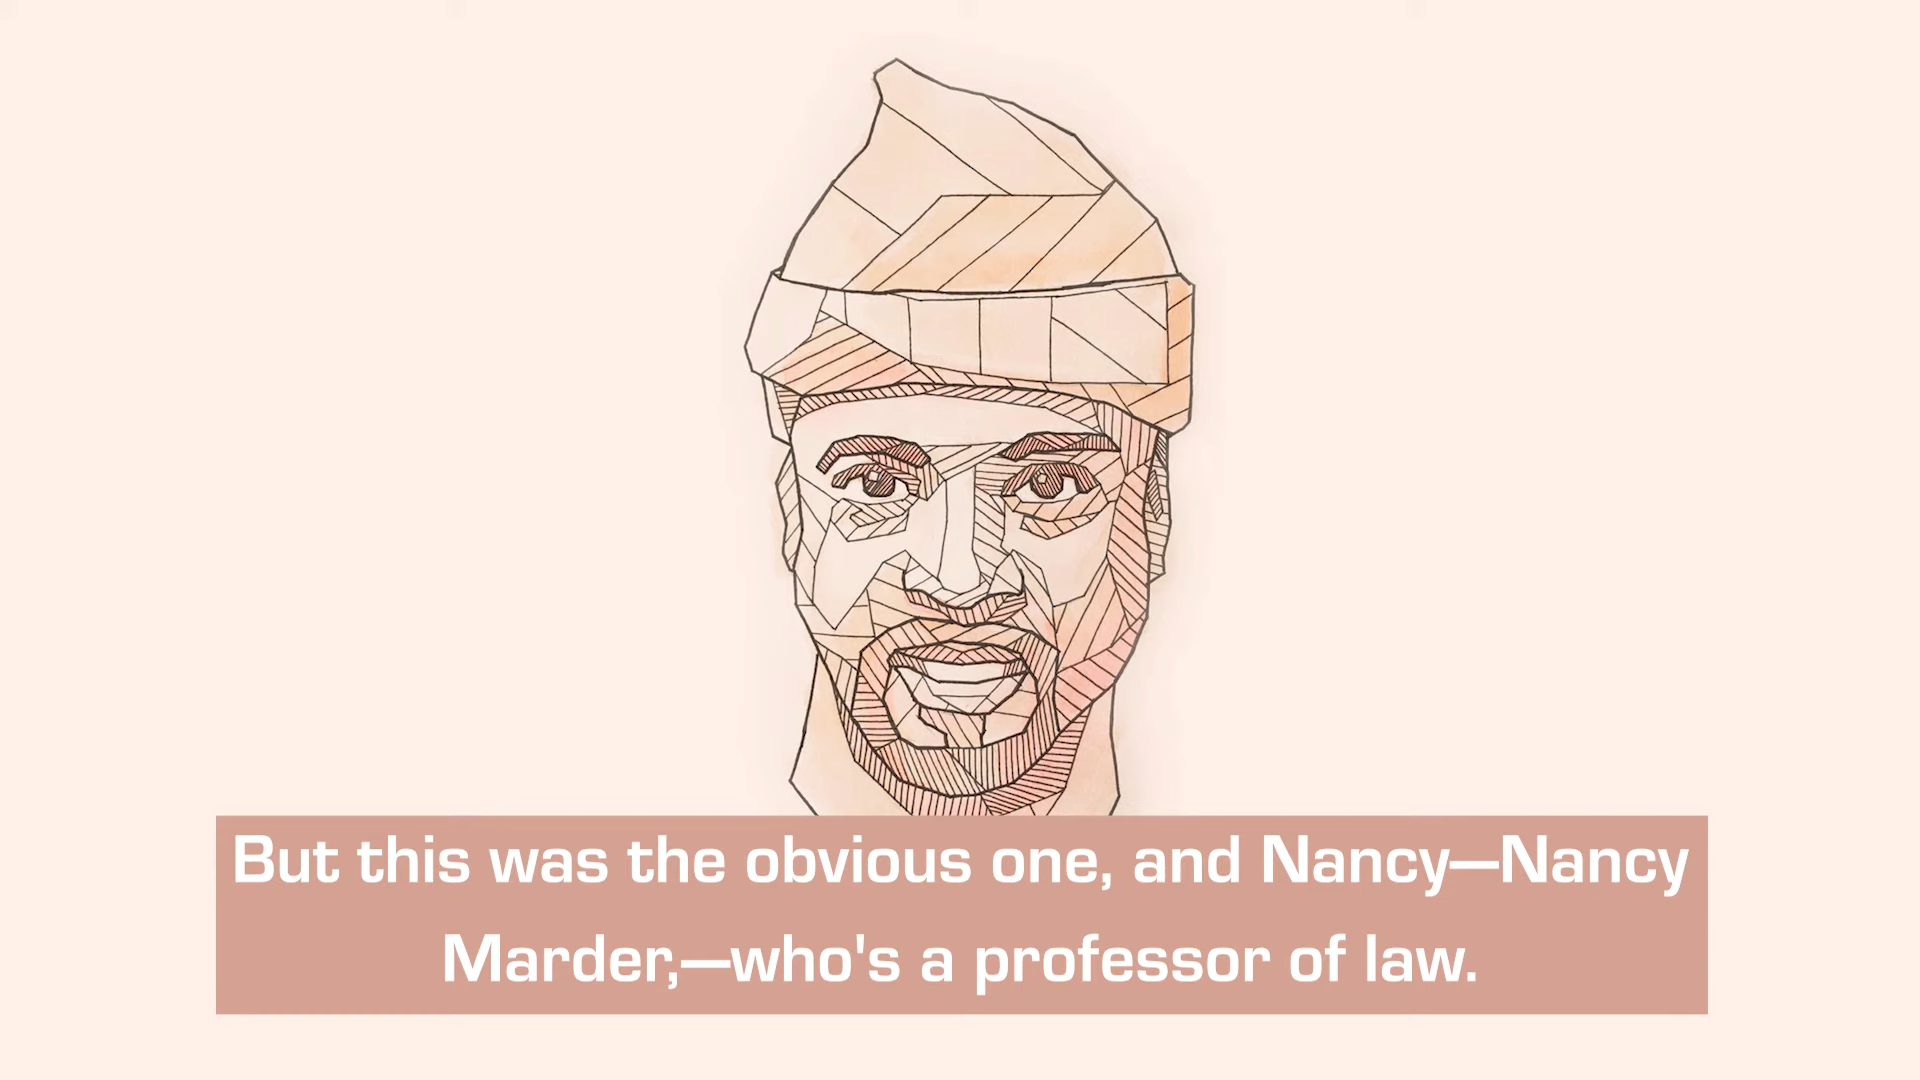 But this was the obvious one, and Nancy—Nancy
Marder,—who's a professor of law.